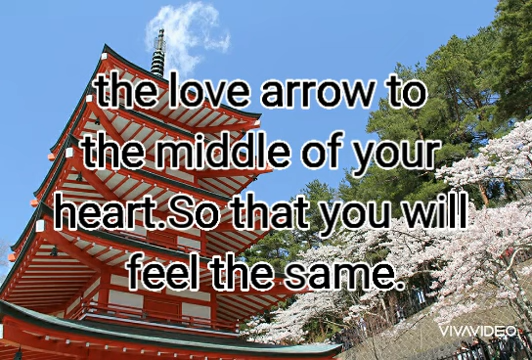 the love arrow to
the middle of your
heart.So that you will
feel the same.
VIVAVIDEO